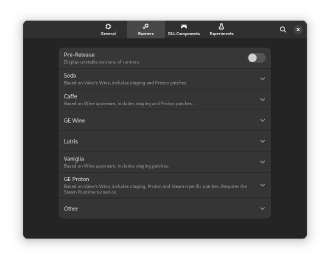 General
Runners
DLL Components
Experiments
Pre-Release
Display unstable versions of runners.
Soda
Based on Valve's Wine, includes staging and Proton patches.
Caffe
Based on Wine upstream, includes staging and Proton patches.
GE Wine
Lutris
Vaniglia
Based on Wine upstream, includes staging patches.
GE Proton
Based on Valve's Wine, includes staging, Proton and Steam-specific patches. Requires the
Steam Runtime turned on.
Other